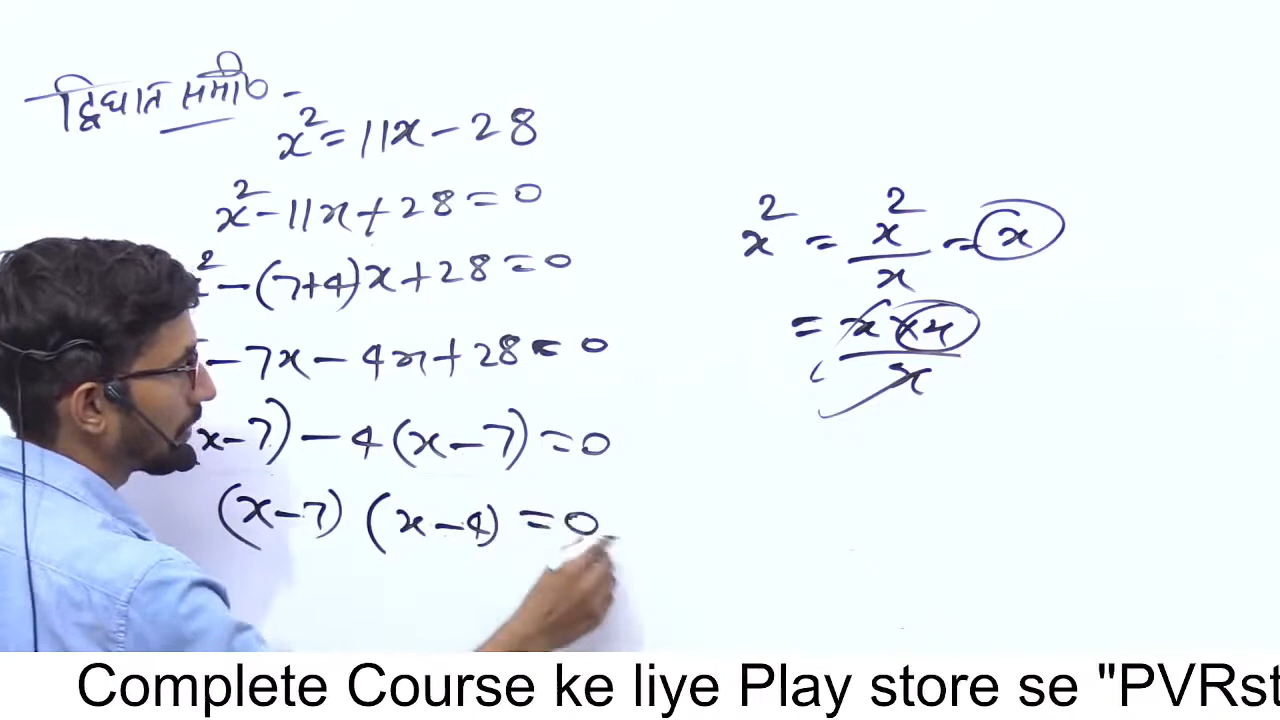 द्विघात समी० -
x² = 11x - 28
x² - 11x + 28 = 0
² - (7+4)x + 28 = 0
- 7x - 4x + 28 = 0
x - 7) - 4(x - 7) = 0
(x - 7) (x - 4) = 0
x² = x²/x = x
= x × x / x
Complete Course ke liye Play store se "PVRst